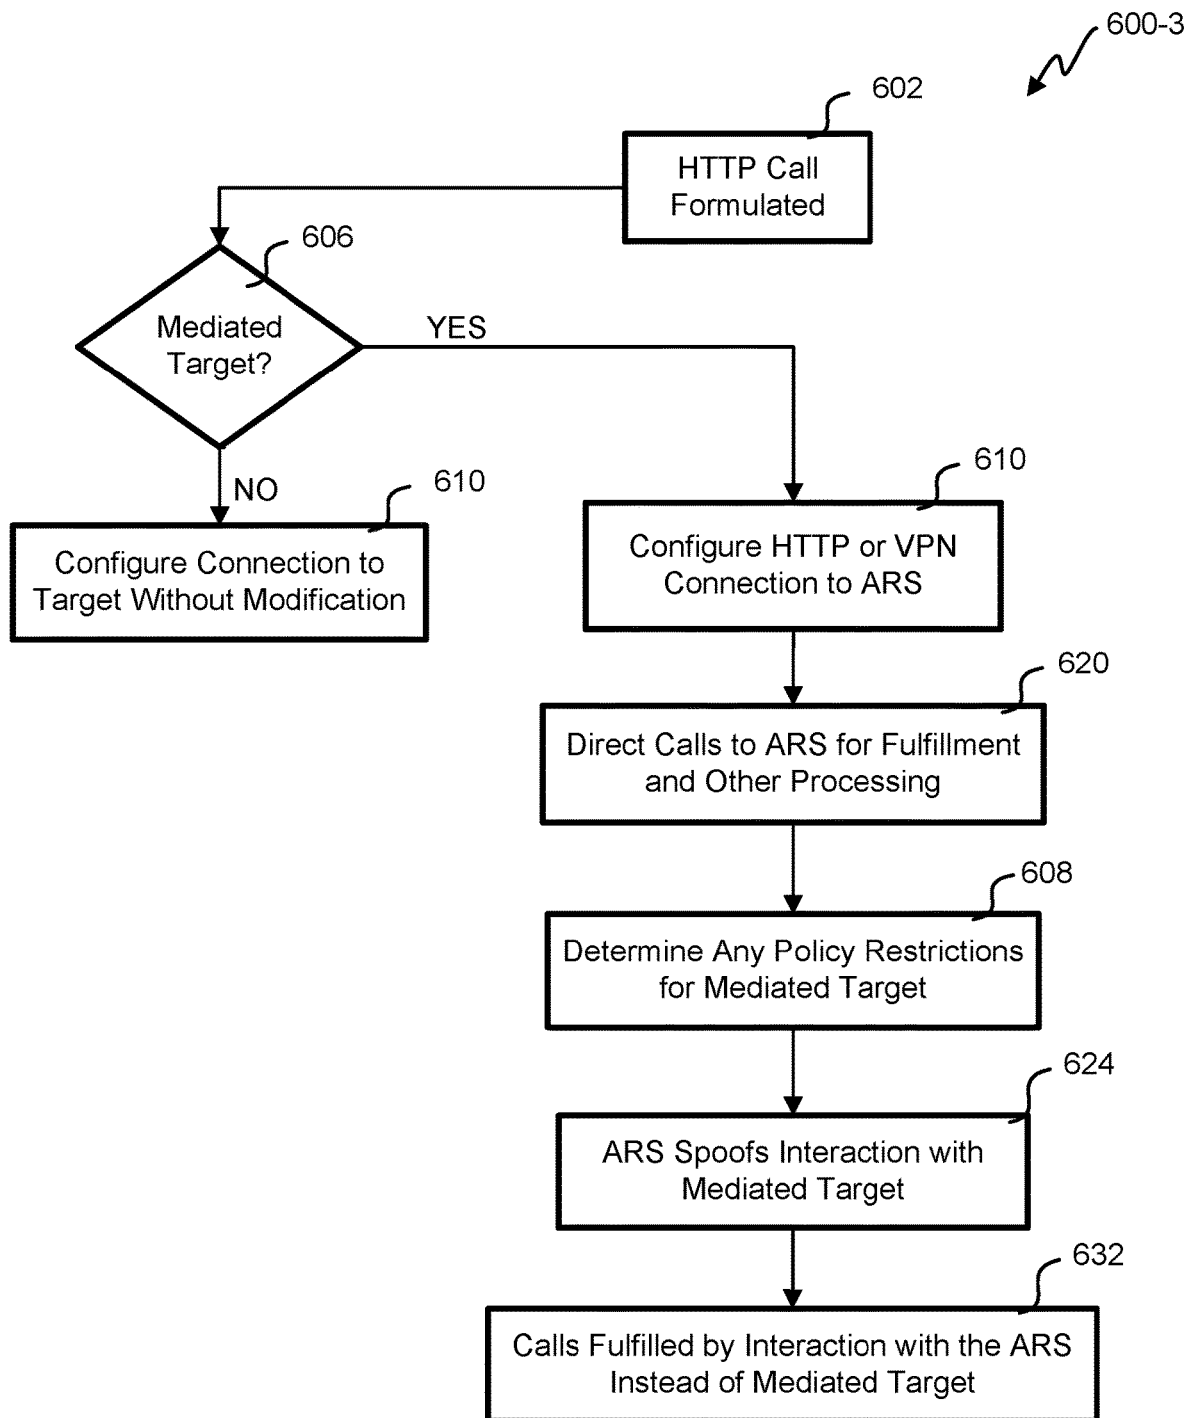 600-3
602
HTTP Call
Formulated
606
Mediated
Target?
YES
NO
610
Configure Connection to
Target Without Modification
610
Configure HTTP or VPN
Connection to ARS
620
Direct Calls to ARS for Fulfillment
and Other Processing
608
Determine Any Policy Restrictions
for Mediated Target
624
ARS Spoofs Interaction with
Mediated Target
632
Calls Fulfilled by Interaction with the ARS
Instead of Mediated Target